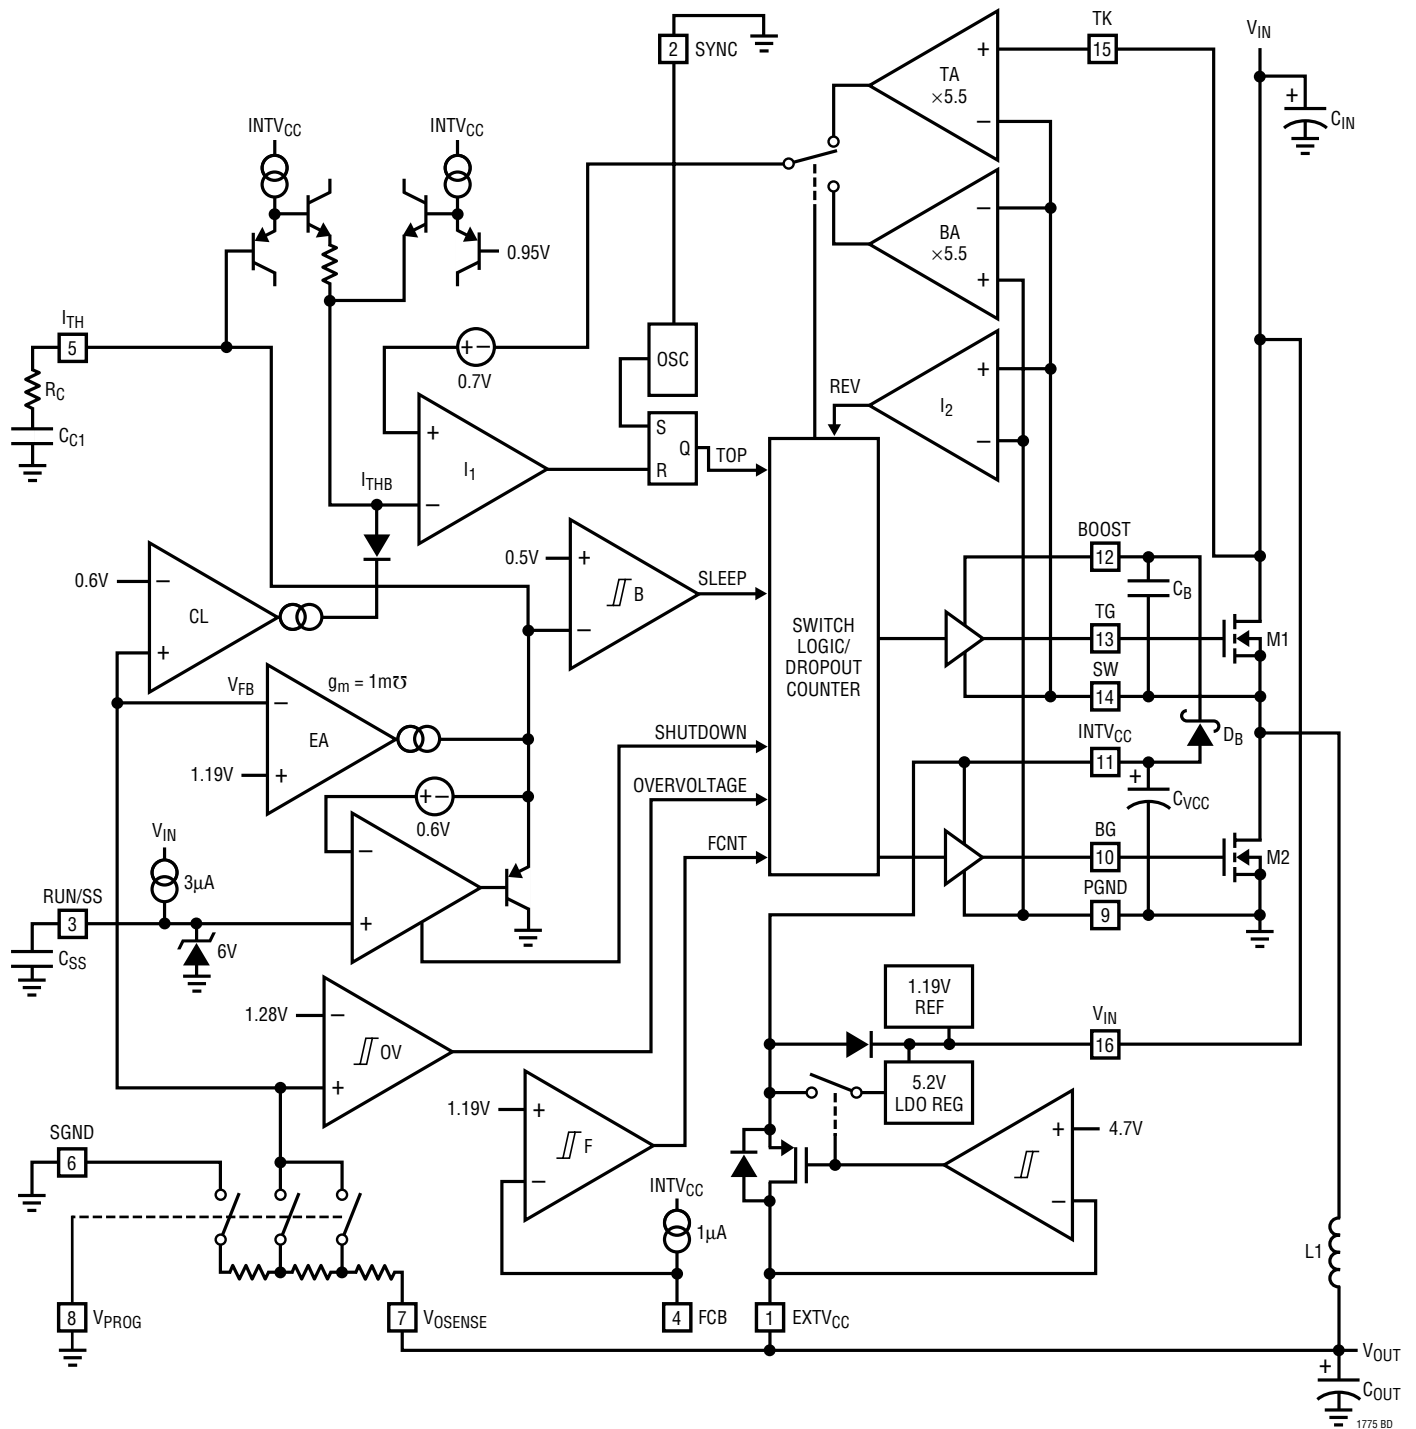 2 SYNC
TK
15
VIN
+
CIN
+
TA
×5.5
−
INTVCC
INTVCC
−
BA
×5.5
+
0.95V
ITH
5
+−
0.7V
OSC
RC
CC1
+
I1
−
ITHB
S
Q
R
TOP
REV
+
I2
−
0.5V
+
B
−
SLEEP
0.6V
−
CL
+
BOOST
12
CB
TG
13
M1
SW
14
SWITCH
LOGIC/
DROPOUT
COUNTER
VFB
gm = 1m℧
−
EA
1.19V
+
SHUTDOWN
OVERVOLTAGE
FCNT
INTVCC
11
DB
+
CVCC
+−
0.6V
VIN
3μA
−
+
BG
10
M2
PGND
9
RUN/SS
3
CSS
6V
1.28V
−
OV
+
1.19V
REF
VIN
16
5.2V
LDO REG
1.19V
+
F
−
+
4.7V
−
SGND
6
INTVCC
1μA
L1
8 VPROG
7 VOSENSE
4 FCB
1 EXTVCC
VOUT
+
COUT
1775 BD